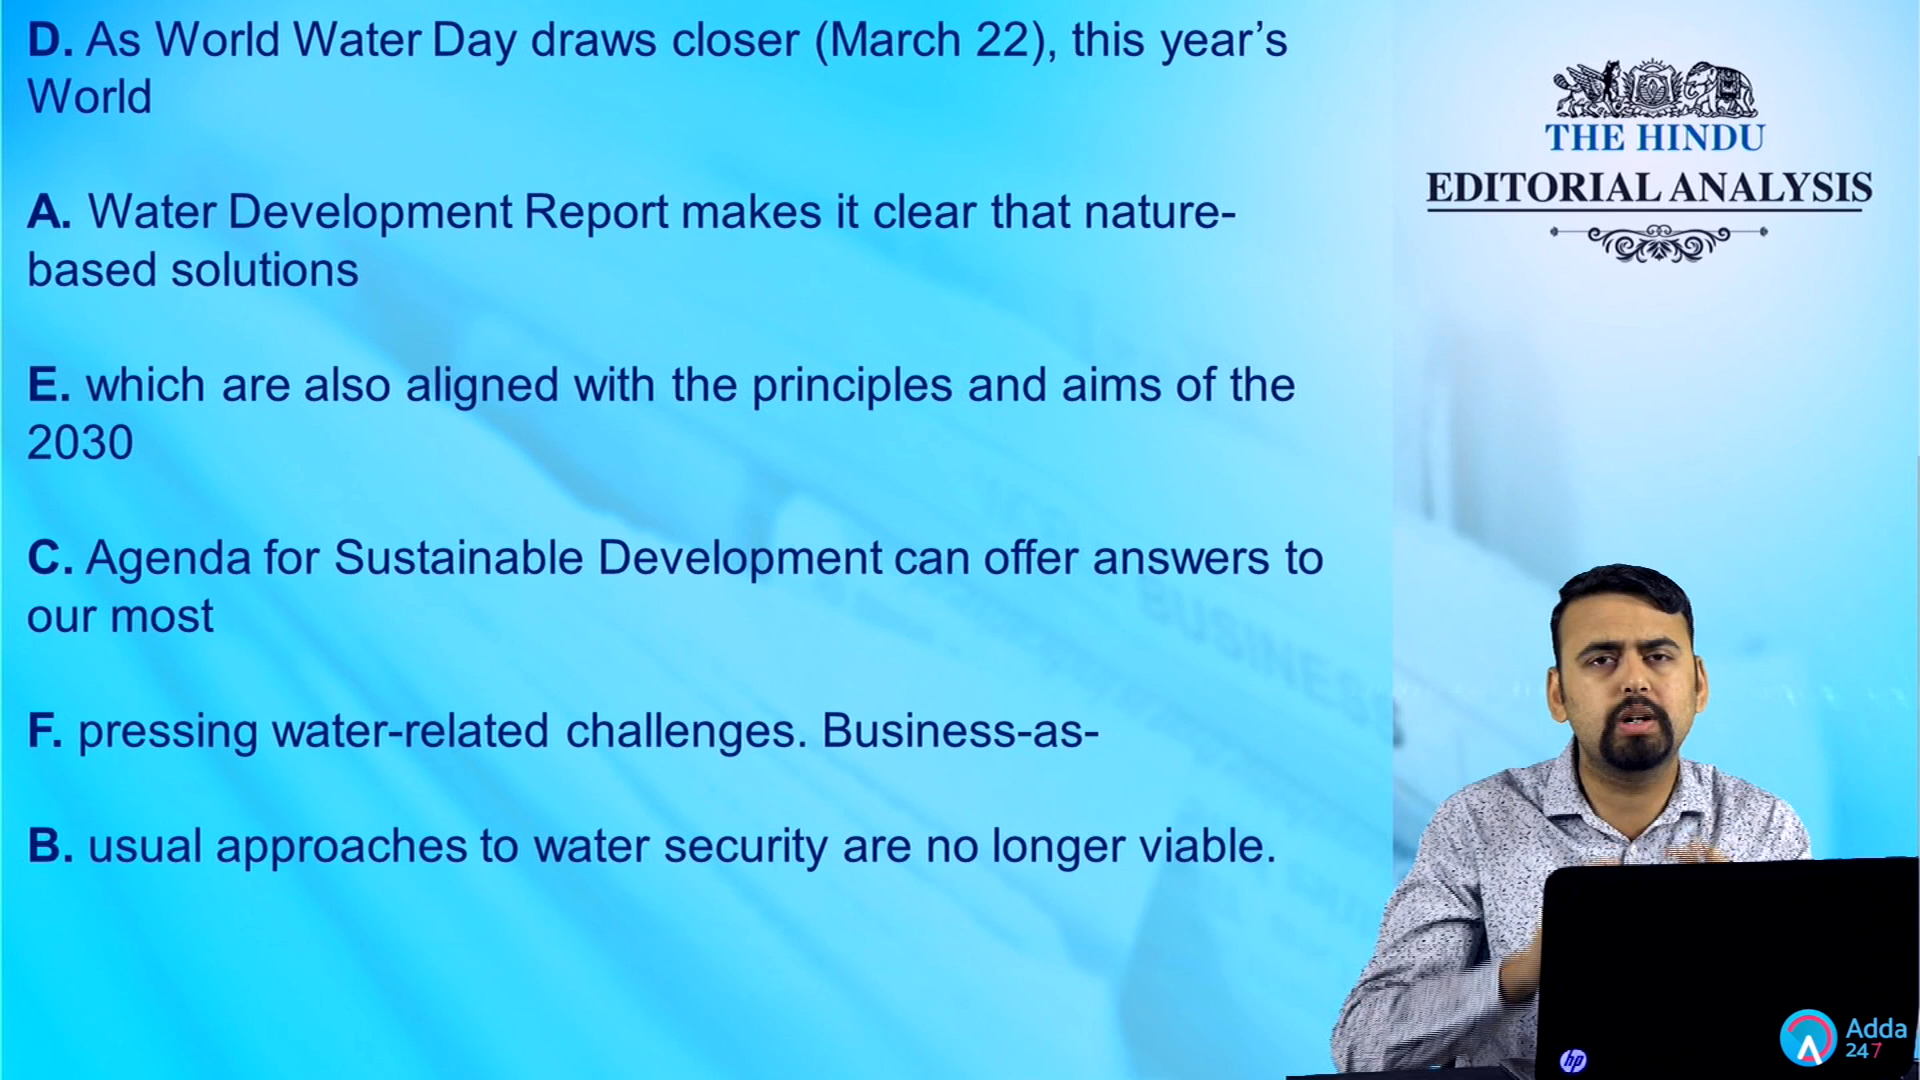 D. As World Water Day draws closer (March 22), this year’s
World
A. Water Development Report makes it clear that nature-
based solutions
E. which are also aligned with the principles and aims of the
2030
C. Agenda for Sustainable Development can offer answers to
our most
F. pressing water-related challenges. Business-as-
B. usual approaches to water security are no longer viable.
THE HINDU
EDITORIAL ANALYSIS
BUSINESS
hp
Adda
247